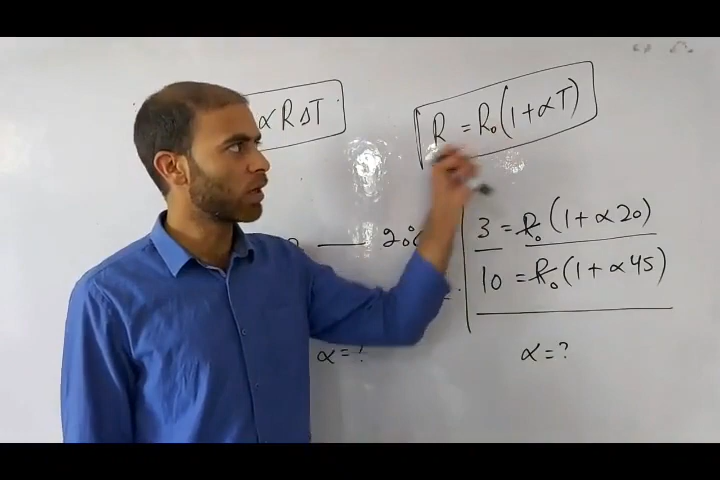 αRΔT
R = R₀(1+αT)
20°C
3 = R₀(1+α20)
10 = R₀(1+α45)
α=?
α=?